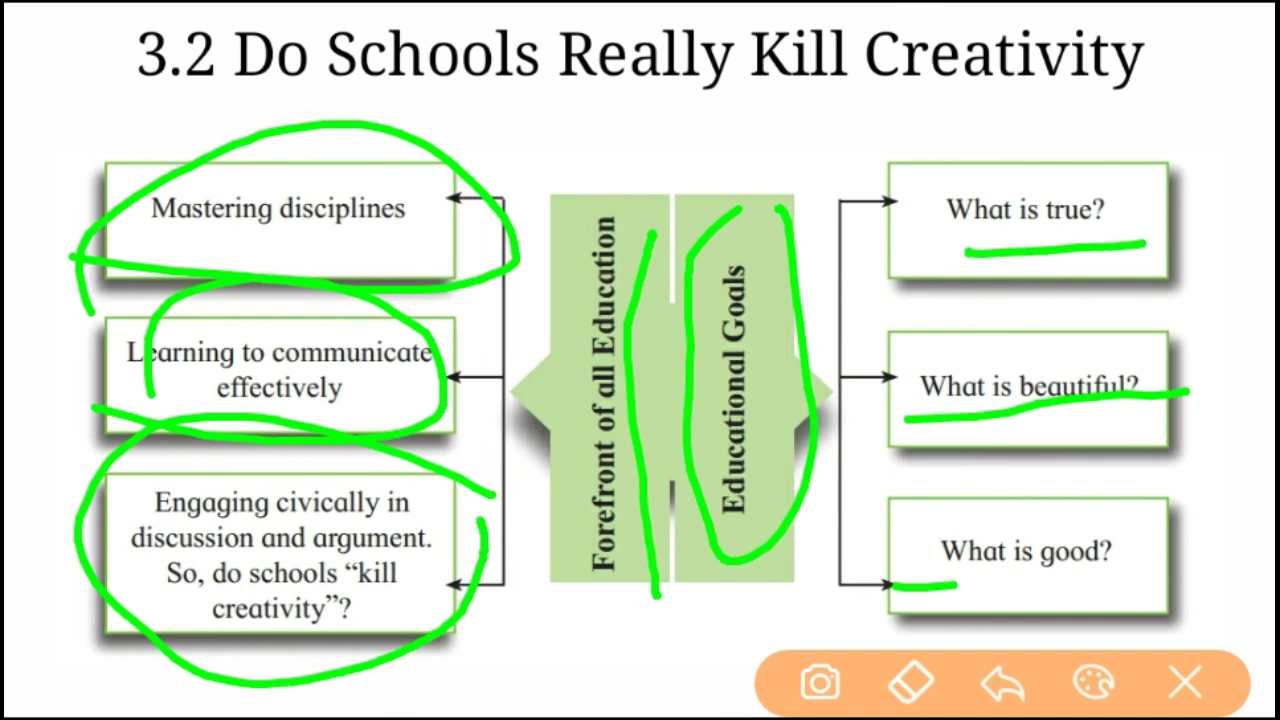 3.2 Do Schools Really Kill Creativity
Mastering disciplines
Learning to communicate
effectively
Engaging civically in
discussion and argument.
So, do schools “kill
creativity”?
Forefront of all Education
Educational Goals
What is true?
What is beautiful?
What is good?